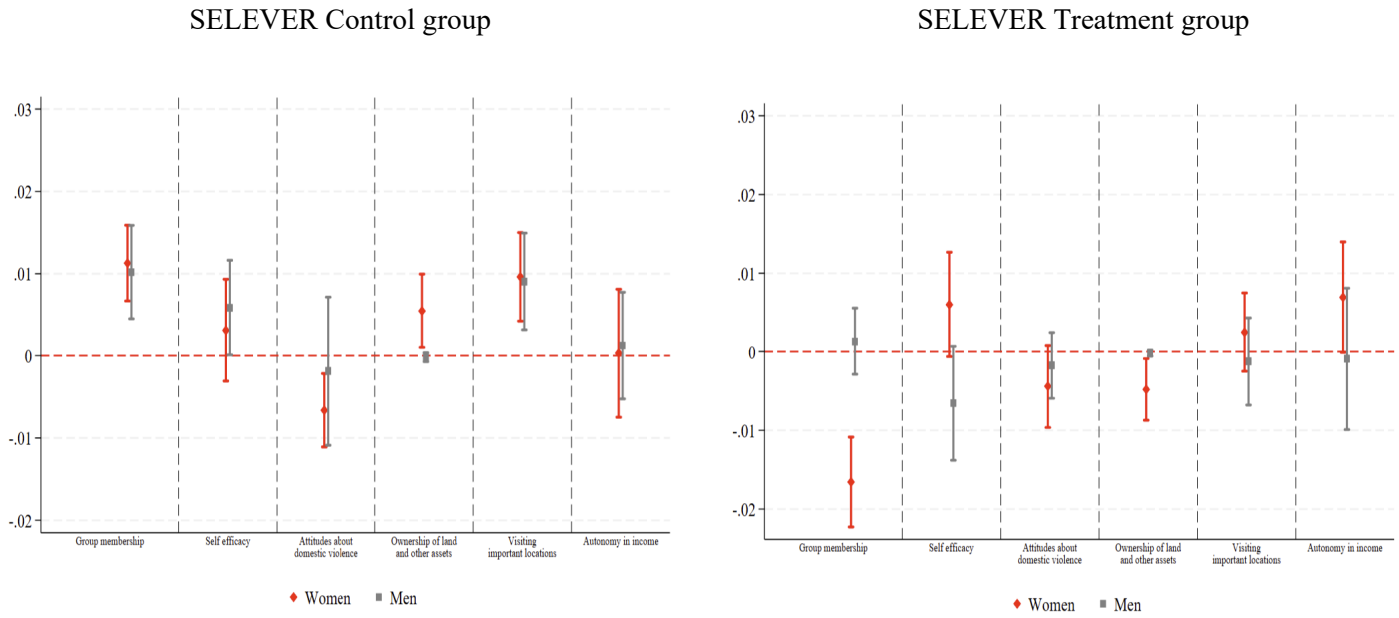 SELEVER Control group
.03
.02
.01
0
-.01
-.02
Group membership
Self efficacy
Attitudes about
domestic violence
Ownership of land
and other assets
Visiting
important locations
Autonomy in income
Women
Men
SELEVER Treatment group
.03
.02
.01
0
-.01
-.02
Group membership
Self efficacy
Attitudes about
domestic violence
Ownership of land
and other assets
Visiting
important locations
Autonomy in income
Women
Men